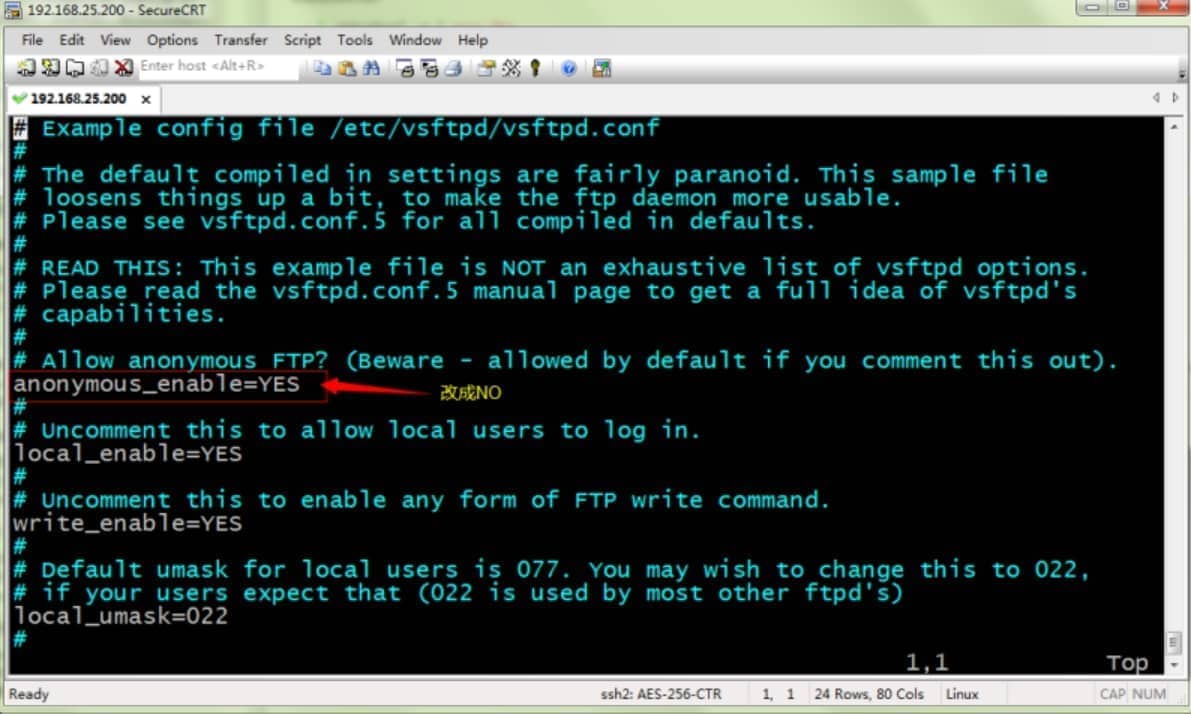 192.168.25.200 - SecureCRT
File Edit View Options Transfer Script Tools Window Help
Enter host <Alt+R>
192.168.25.200 x
# Example config file /etc/vsftpd/vsftpd.conf
#
# The default compiled in settings are fairly paranoid. This sample file
# loosens things up a bit, to make the ftp daemon more usable.
# Please see vsftpd.conf.5 for all compiled in defaults.
#
# READ THIS: This example file is NOT an exhaustive list of vsftpd options.
# Please read the vsftpd.conf.5 manual page to get a full idea of vsftpd's
# capabilities.
#
# Allow anonymous FTP? (Beware - allowed by default if you comment this out).
anonymous_enable=YES 改成NO
#
# Uncomment this to allow local users to log in.
local_enable=YES
#
# Uncomment this to enable any form of FTP write command.
write_enable=YES
#
# Default umask for local users is 077. You may wish to change this to 022,
# if your users expect that (022 is used by most other ftpd's)
local_umask=022
#
1,1 Top
Ready ssh2: AES-256-CTR 1, 1 24 Rows, 80 Cols Linux CAP NUM